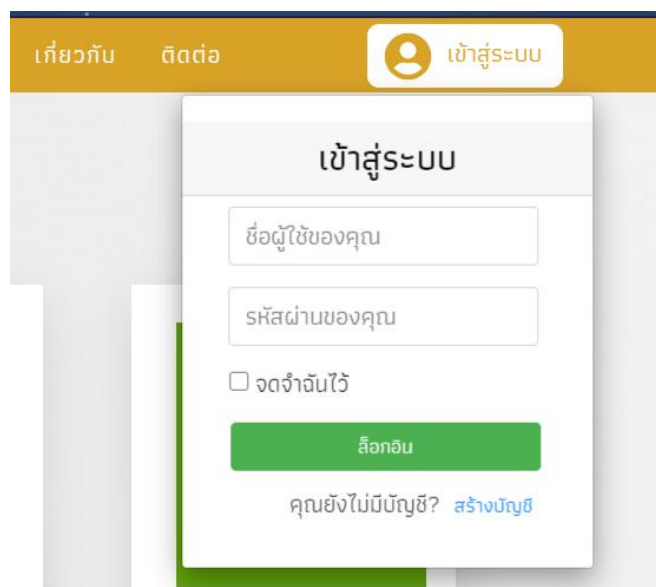 เกี่ยวกับ ติดต่อ เข้าสู่ระบบ
เข้าสู่ระบบ
ชื่อผู้ใช้ของคุณ
รหัสผ่านของคุณ
จดจำฉันไว้
ล็อกอิน
คุณยังไม่มีบัญชี? สร้างบัญชี